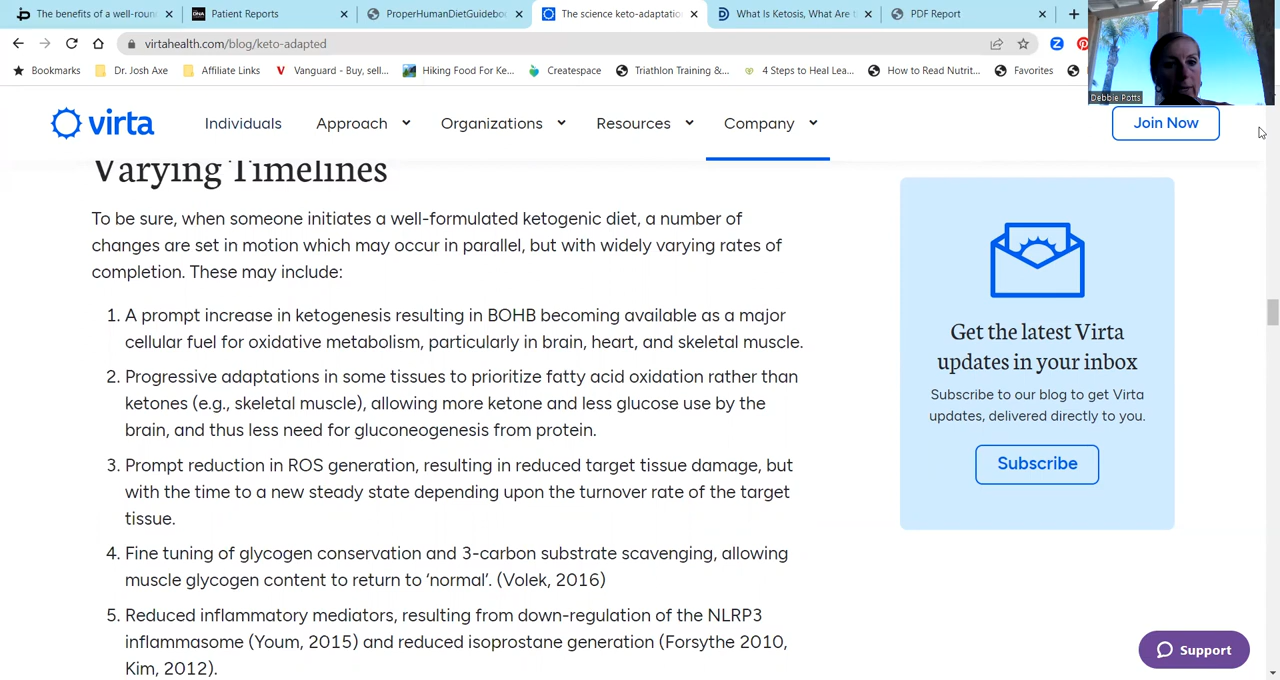 The benefits of a well-roun
Patient Reports
ProperHumanDietGuideboo
The science keto-adaptatio
What Is Ketosis, What Are t
PDF Report
virtahealth.com/blog/keto-adapted
Bookmarks
Dr. Josh Axe
Affiliate Links
Vanguard - Buy, sell...
Hiking Food For Ke...
Createspace
Triathlon Training &...
4 Steps to Heal Lea...
How to Read Nutrit...
Favorites
Debbie Potts
virta
Individuals
Approach
Organizations
Resources
Company
Join Now
Varying Timelines
To be sure, when someone initiates a well-formulated ketogenic diet, a number of
changes are set in motion which may occur in parallel, but with widely varying rates of
completion. These may include:
1. A prompt increase in ketogenesis resulting in BOHB becoming available as a major
cellular fuel for oxidative metabolism, particularly in brain, heart, and skeletal muscle.
2. Progressive adaptations in some tissues to prioritize fatty acid oxidation rather than
ketones (e.g., skeletal muscle), allowing more ketone and less glucose use by the
brain, and thus less need for gluconeogenesis from protein.
3. Prompt reduction in ROS generation, resulting in reduced target tissue damage, but
with the time to a new steady state depending upon the turnover rate of the target
tissue.
4. Fine tuning of glycogen conservation and 3-carbon substrate scavenging, allowing
muscle glycogen content to return to ‘normal’. (Volek, 2016)
5. Reduced inflammatory mediators, resulting from down-regulation of the NLRP3
inflammasome (Youm, 2015) and reduced isoprostane generation (Forsythe 2010,
Kim, 2012).
Get the latest Virta
updates in your inbox
Subscribe to our blog to get Virta
updates, delivered directly to you.
Subscribe
Support